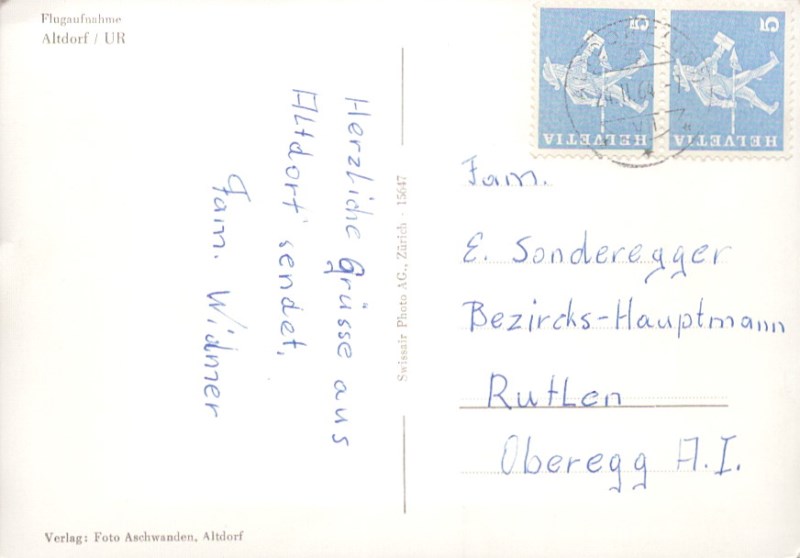 Flugaufnahme
Altdorf / UR
Herzliche Grüsse aus
Altdorf sendet,
Fam. Widmer
Swissair Photo AG., Zürich - 15647
5
5
HELVETIA
HELVETIA
Fam.
E. Sonderegger
Bezircks-Hauptmann
Rutlen
Oberegg A.I.
Verlag: Foto Aschwanden, Altdorf